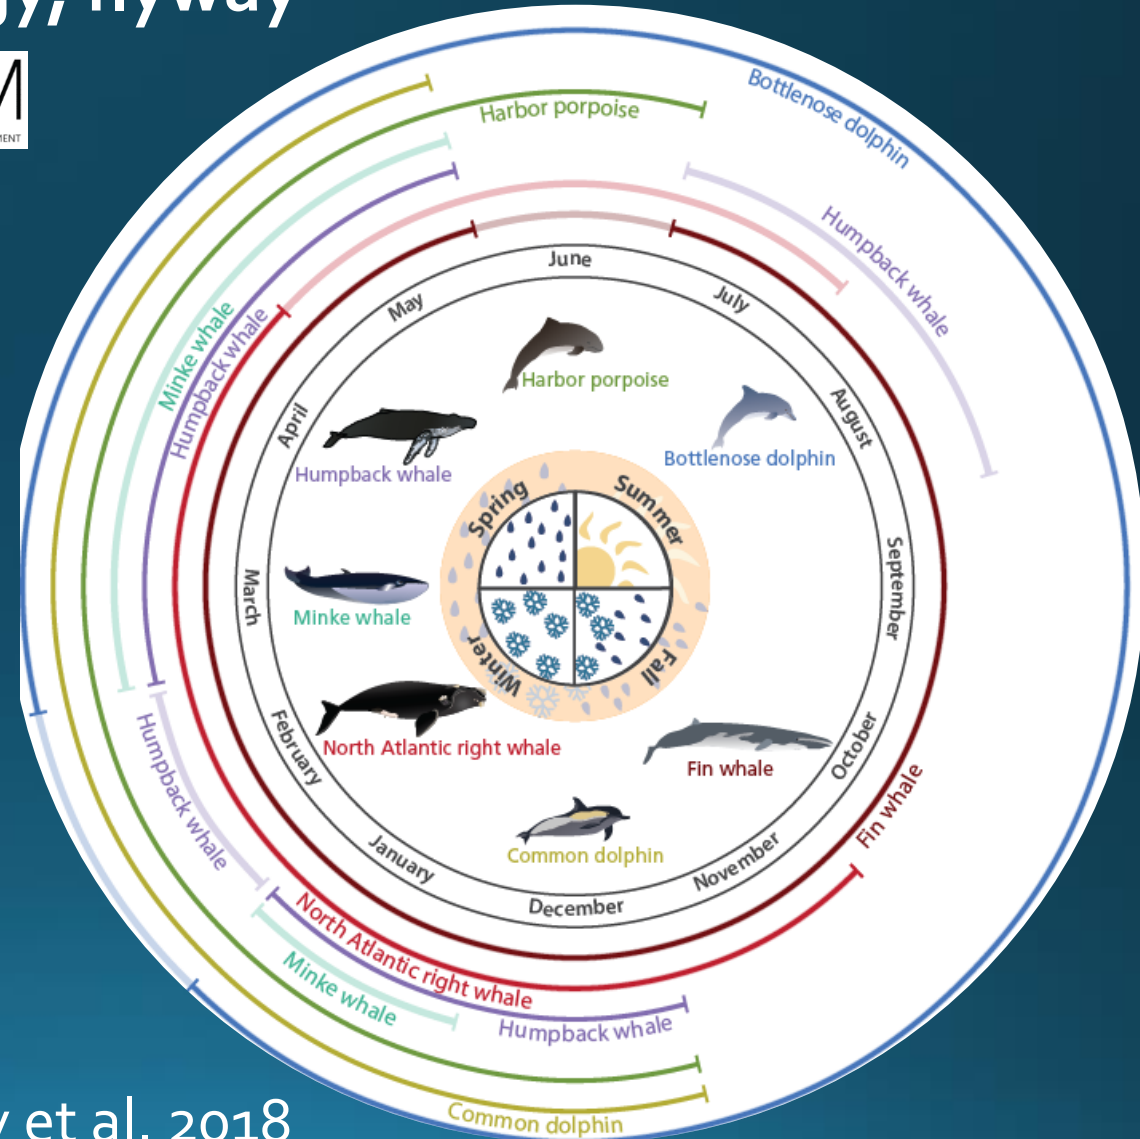 flyway
M
MENT
Bottlenose dolphin
Harbor porpoise
Humpback whale
Minke whale
Humpback whale
June
May
July
April
August
March
September
February
October
January
November
December
Harbor porpoise
Bottlenose dolphin
Humpback whale
Minke whale
North Atlantic right whale
Fin whale
Common dolphin
Spring
Summer
Winter
Fall
Humpback whale
Fin whale
North Atlantic right whale
Minke whale
Humpback whale
Common dolphin
et al. 2018